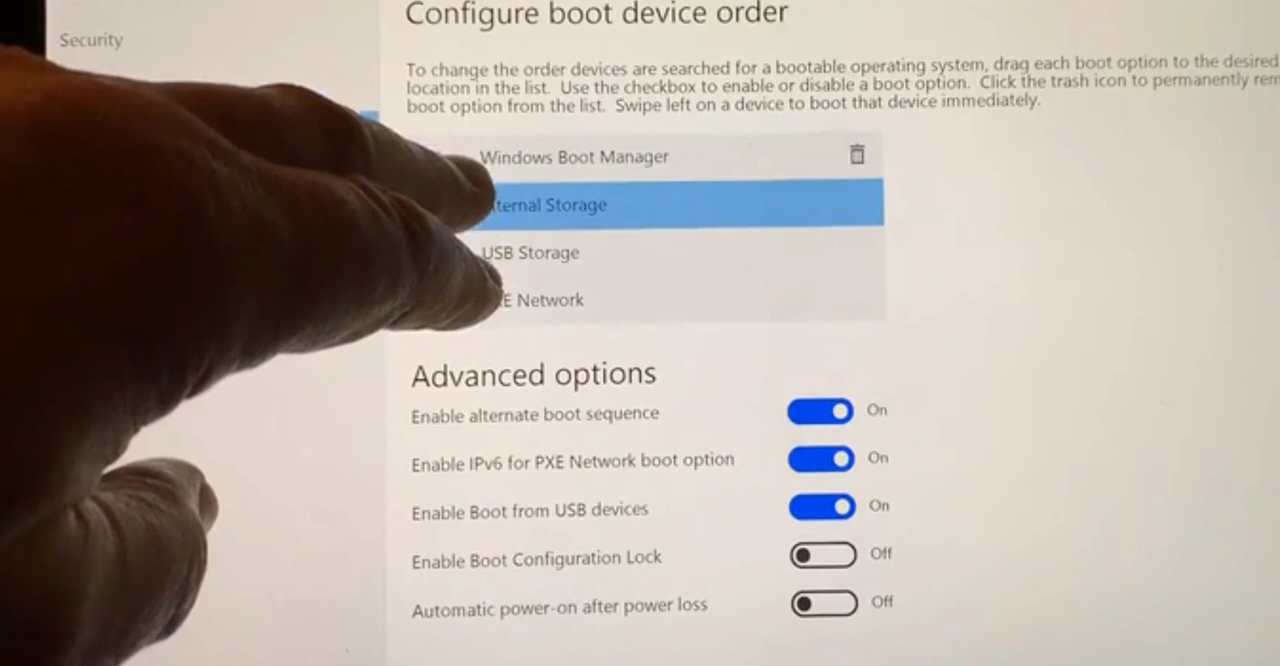 Configure boot device order
Security
To change the order devices are searched for a bootable operating system, drag each boot option to the desired
location in the list. Use the checkbox to enable or disable a boot option. Click the trash icon to permanently rem
boot option from the list. Swipe left on a device to boot that device immediately.
Windows Boot Manager
ternal Storage
USB Storage
E Network
Advanced options
Enable alternate boot sequence On
Enable IPv6 for PXE Network boot option On
Enable Boot from USB devices On
Enable Boot Configuration Lock Off
Automatic power-on after power loss Off